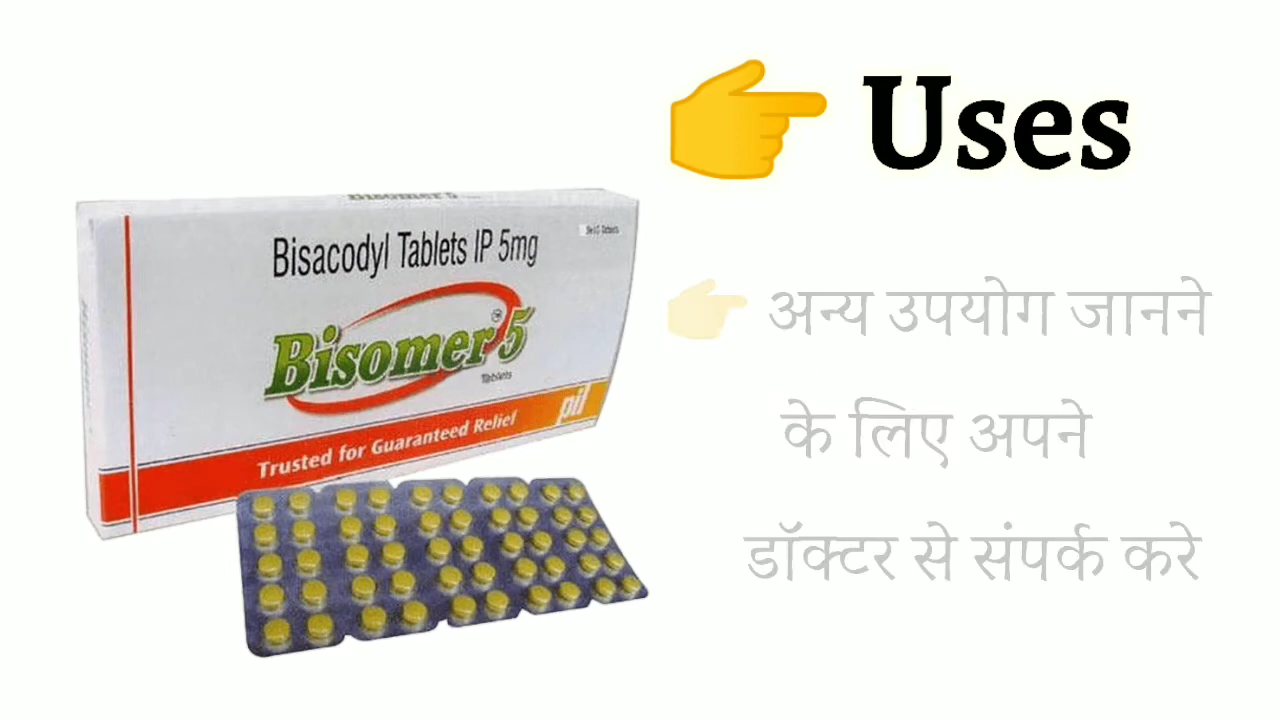 Uses
Bisacodyl Tablets IP 5mg
Bisomer 5
Tablets
Trusted for Guaranteed Relief
pil
अन्य उपयोग जानने
के लिए अपने
डॉक्टर से संपर्क करे